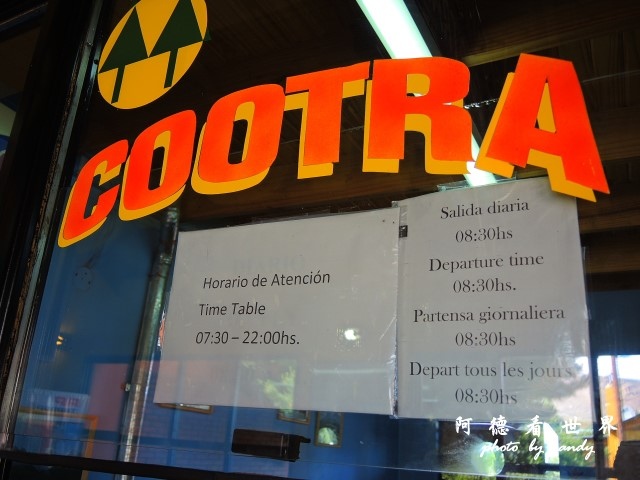 COOTRA
Horario de Atención
Time Table
07:30 – 22:00hs.
Salida diaria
08:30hs
Departure time
08:30hs.
Partensa giornaliera
08:30hs
Depart tous les jours
08:30hs
阿德看世界
photo by andy